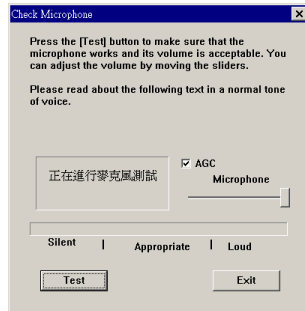 Check Microphone
Press the [Test] button to make sure that the
microphone works and its volume is acceptable. You
can adjust the volume by moving the sliders.
Please read about the following text in a normal tone
of voice.
正在進行麥克風測試
AGC
Microphone
Silent | Appropriate | Loud
Test Exit